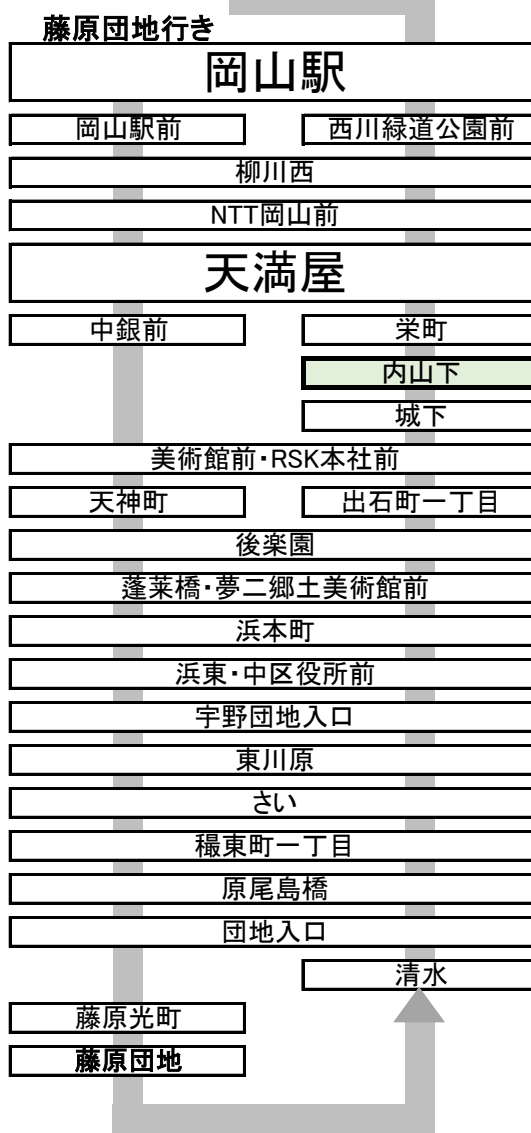 藤原団地行き
岡山駅
岡山駅前 西川緑道公園前
柳川西
NTT岡山前
天満屋
中銀前 栄町
内山下
城下
美術館前・RSK本社前
天神町 出石町一丁目
後楽園
蓬莱橋・夢二郷土美術館前
浜本町
浜東・中区役所前
宇野団地入口
東川原
さい
穝東町一丁目
原尾島橋
団地入口
清水
藤原光町
藤原団地